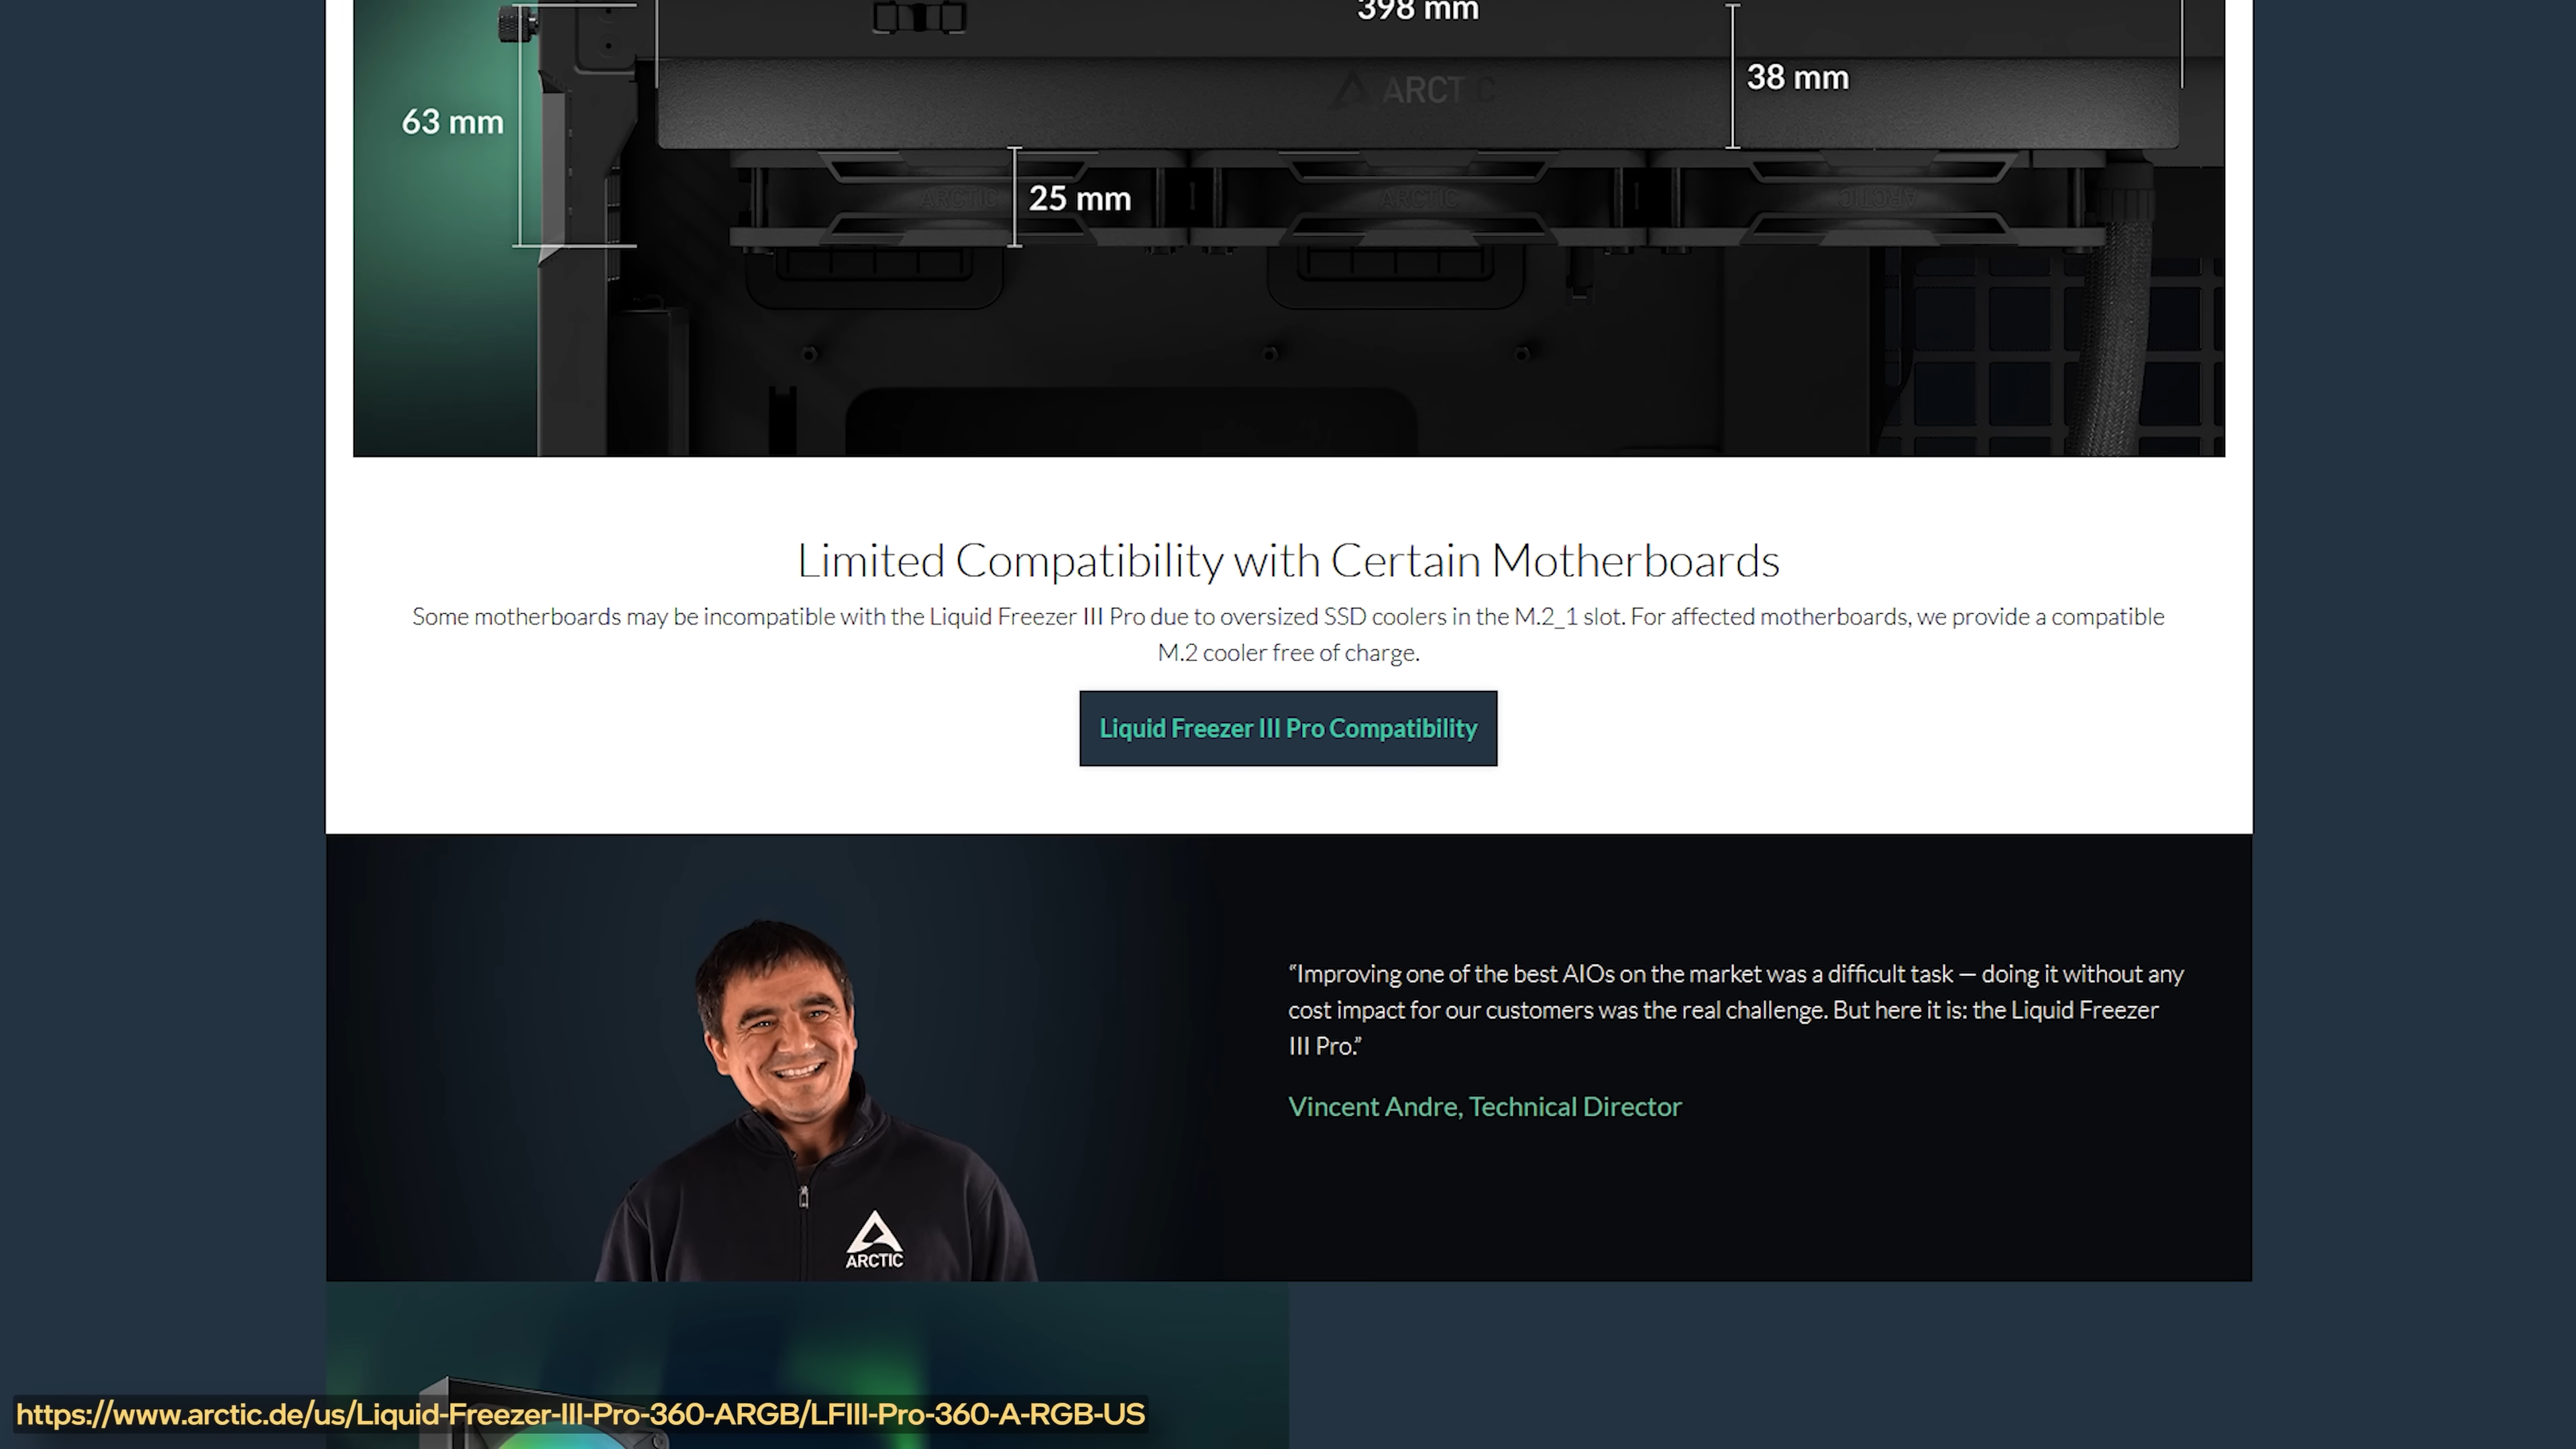 398 mm
38 mm
63 mm
ARCTIC
25 mm
ARCTIC
ARCTIC
ARCTIC
Limited Compatibility with Certain Motherboards
Some motherboards may be incompatible with the Liquid Freezer III Pro due to oversized SSD coolers in the M.2_1 slot. For affected motherboards, we provide a compatible
M.2 cooler free of charge.
Liquid Freezer III Pro Compatibility
“Improving one of the best AIOs on the market was a difficult task — doing it without any
cost impact for our customers was the real challenge. But here it is: the Liquid Freezer
III Pro.”
Vincent Andre, Technical Director
ARCTIC
https://www.arctic.de/us/Liquid-Freezer-III-Pro-360-ARGB/LFIII-Pro-360-A-RGB-US